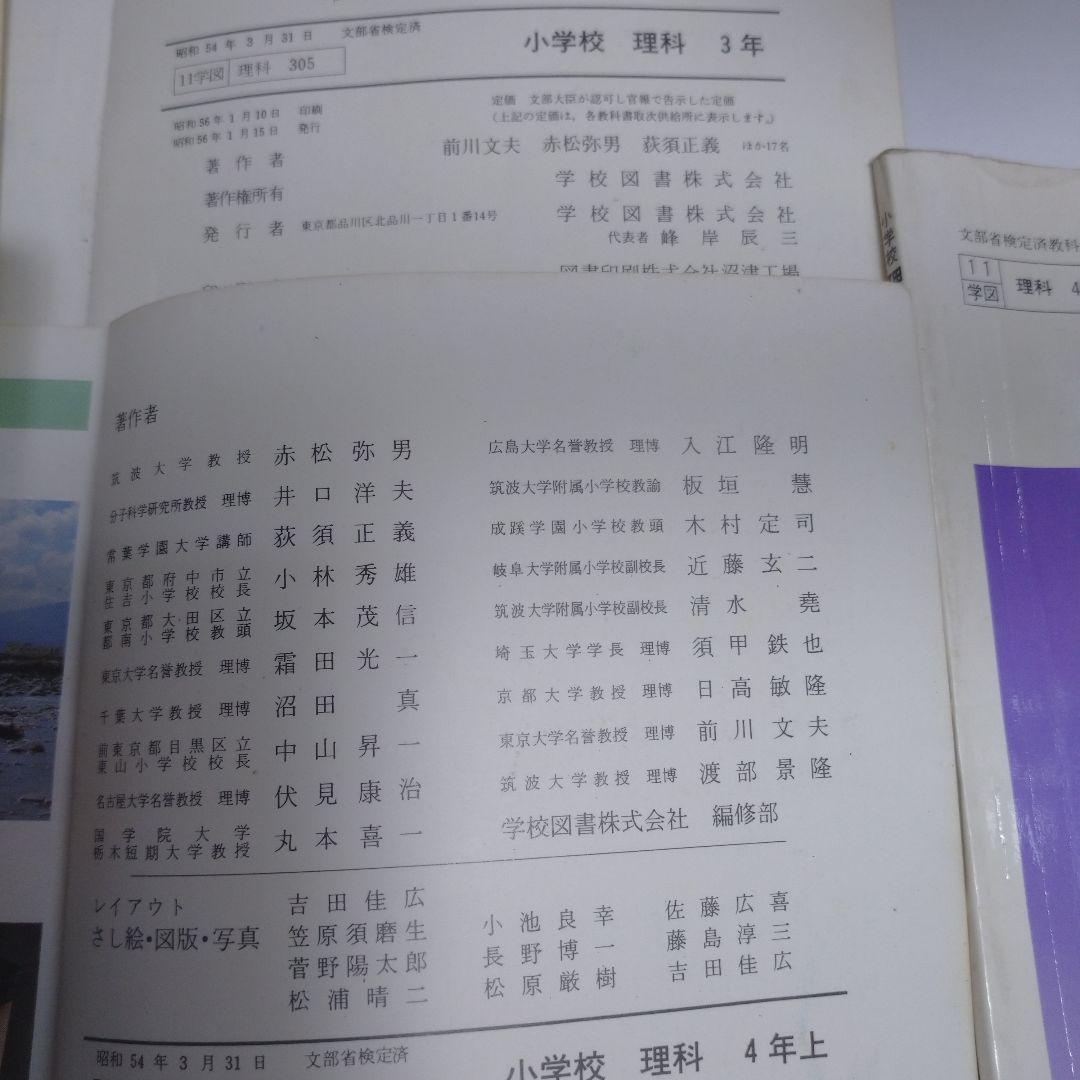 昭和 54 年 3 月 31 日 文部省検定済
小学校 理科 3年
11学図 理科 305
昭和56年1月10日 印刷
昭和56年1月15日 発行
定価 文部大臣が認可し官報で告示した定価
(上記の定価は,各教科書取次供給所に表示します。)
著作者 前川文夫 赤松弥男 荻須正義 ほか17名
著作権所有 学校図書株式会社
発行者 東京都品川区北品川一丁目1番14号 学校図書株式会社
代表者 峰岸辰三
図書印刷株式会社沼津工場
小学校理
文部省検定済教科
11
学図 理科 4
著作者
筑波大学教授 赤松弥男
分子科学研究所教授 理博 井口洋夫
常葉学園大学講師 荻須正義
東京都府中市立
住吉小学校校長 小林秀雄
東京都大田区立
都南小学校教頭 坂本茂信
東京大学名誉教授 理博 霜田光一
千葉大学教授 理博 沼田 真
前東京都目黒区立
東山小学校校長 中山昇一
名古屋大学名誉教授 理博 伏見康治
国学院大学
栃木短期大学教授 丸本喜一
広島大学名誉教授 理博 入江隆明
筑波大学附属小学校教諭 板垣 慧
成蹊学園小学校教頭 木村定司
岐阜大学附属小学校副校長 近藤玄二
筑波大学附属小学校副校長 清水 堯
埼玉大学学長 理博 須甲鉄也
京都大学教授 理博 日高敏隆
東京大学名誉教授 理博 前川文夫
筑波大学教授 理博 渡部景隆
学校図書株式会社 編修部
レイアウト 吉田佳広
さし絵・図版・写真 笠原須磨生 小池良幸 佐藤広喜
菅野陽太郎 長野博一 藤島淳三
松浦晴二 松原厳樹 吉田佳広
昭和 54 年 3 月 31 日 文部省検定済
小学校 理科 4年上